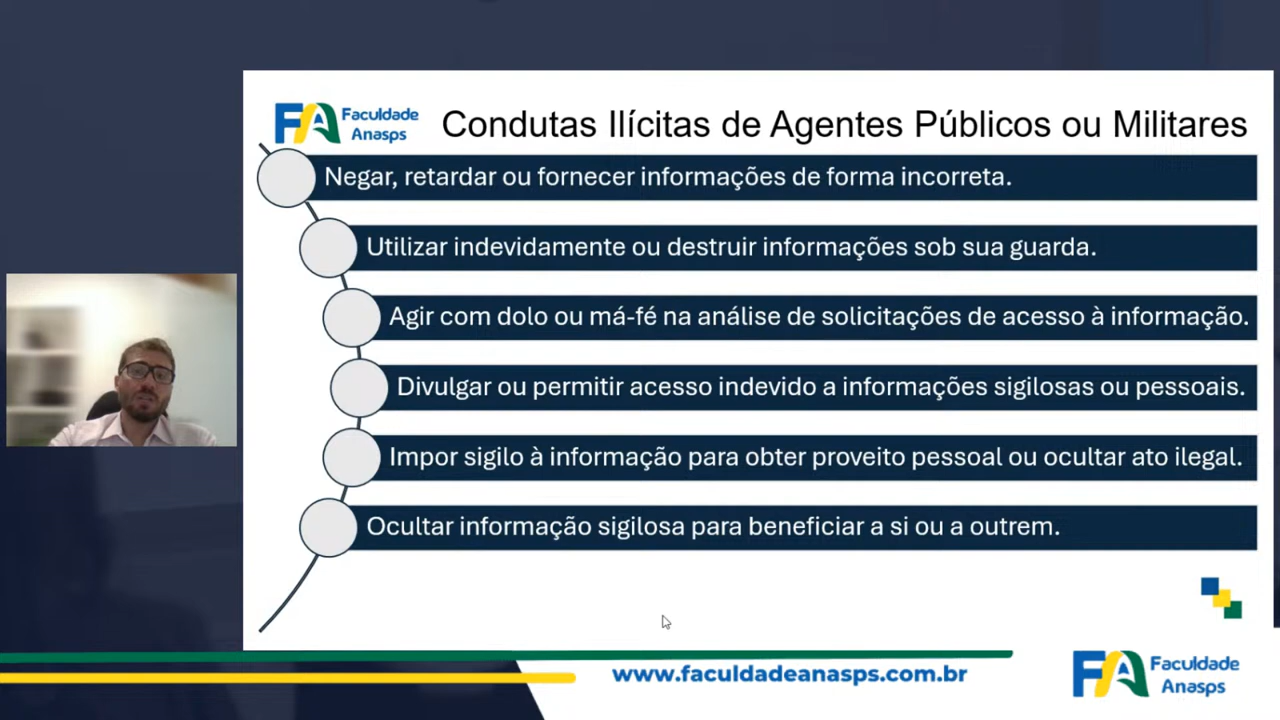 Faculdade
Anasps
Condutas Ilícitas de Agentes Públicos ou Militares
Negar, retardar ou fornecer informações de forma incorreta.
Utilizar indevidamente ou destruir informações sob sua guarda.
Agir com dolo ou má-fé na análise de solicitações de acesso à informação.
Divulgar ou permitir acesso indevido a informações sigilosas ou pessoais.
Impor sigilo à informação para obter proveito pessoal ou ocultar ato ilegal.
Ocultar informação sigilosa para beneficiar a si ou a outrem.
www.faculdadeanasps.com.br
FA Faculdade
Anasps